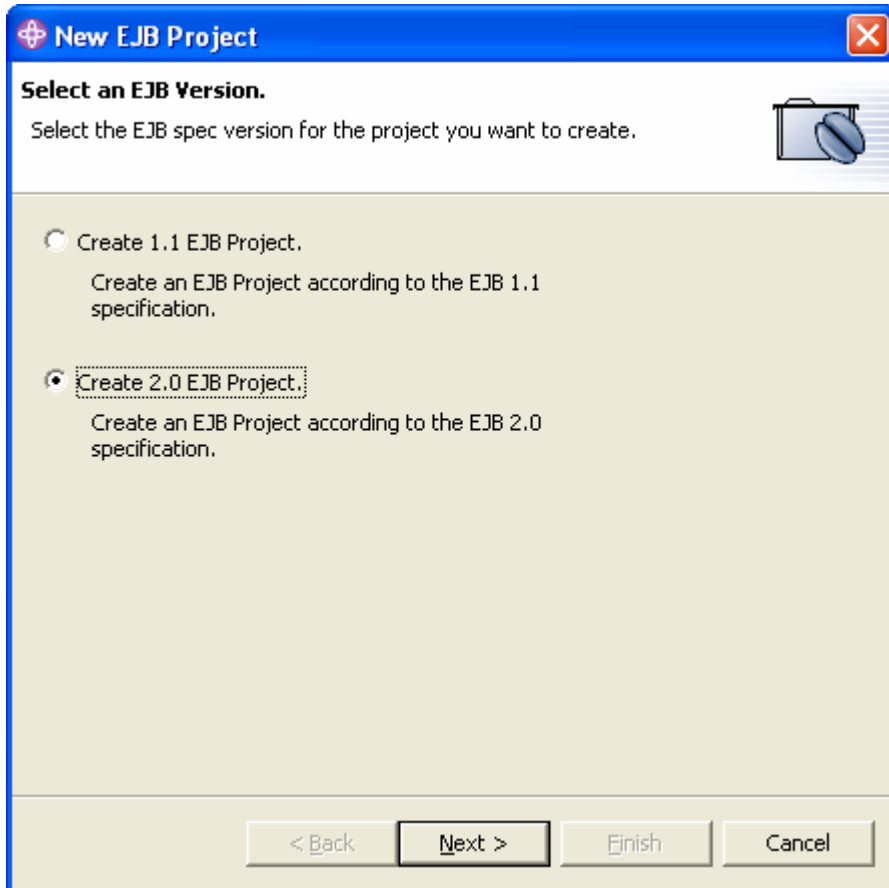 New EJB Project
Select an EJB Version.
Select the EJB spec version for the project you want to create.
Create 1.1 EJB Project.
Create an EJB Project according to the EJB 1.1
specification.
Create 2.0 EJB Project.
Create an EJB Project according to the EJB 2.0
specification.
< Back Next > Finish Cancel